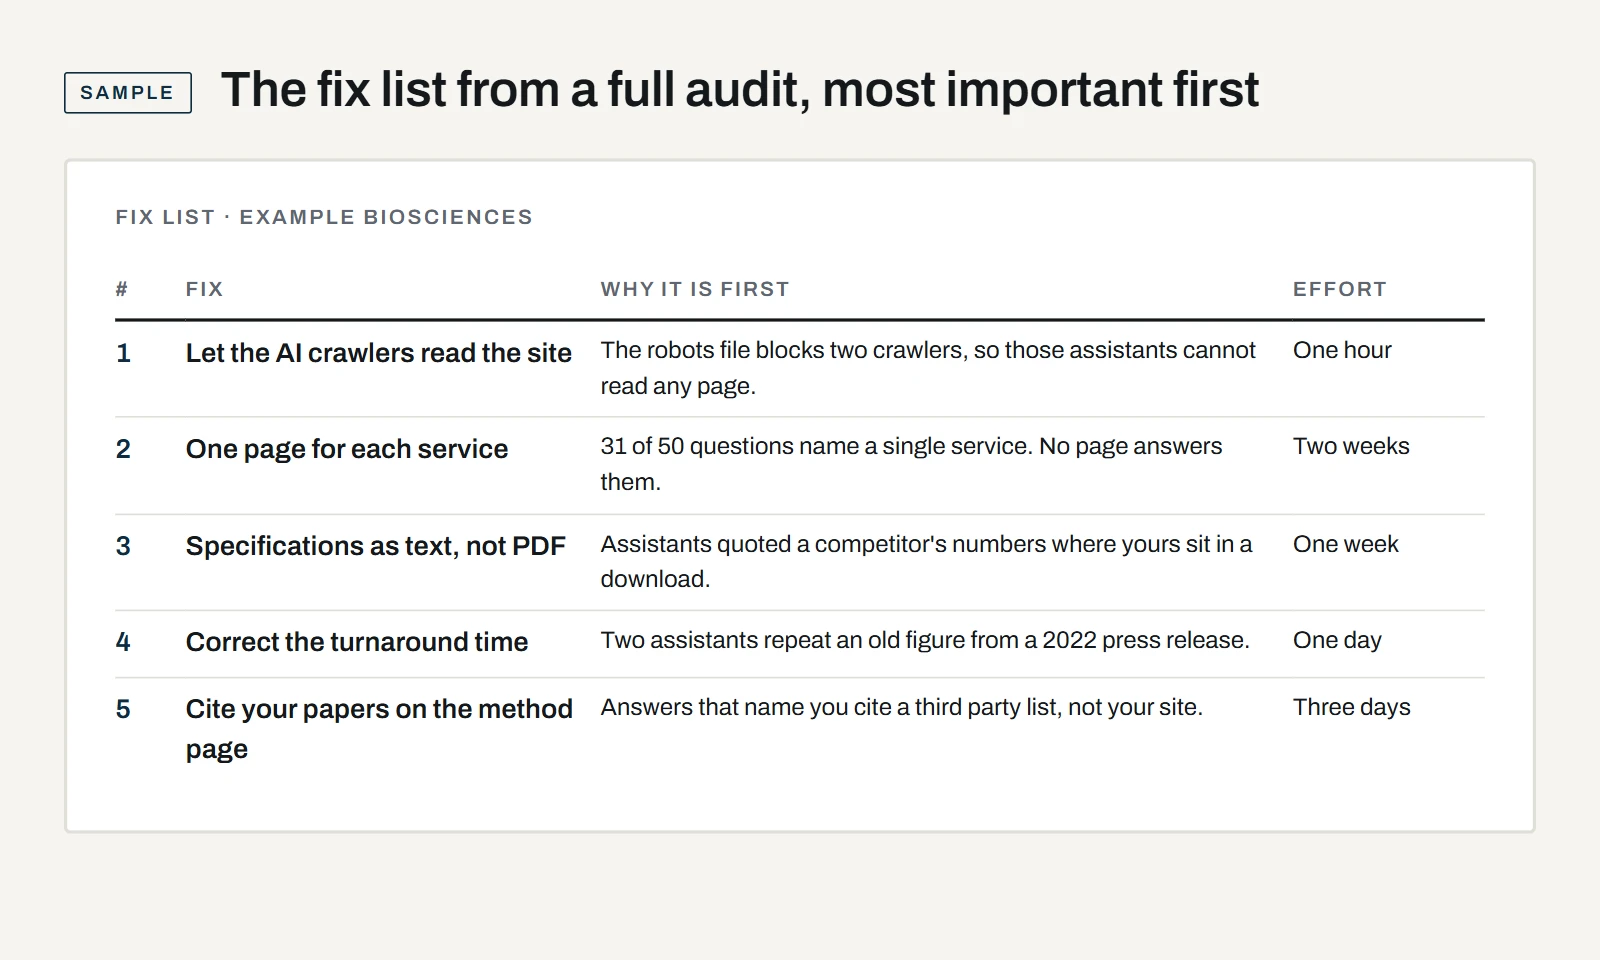 SAMPLE
The fix list from a full audit, most important first
FIX LIST · EXAMPLE BIOSCIENCES
# FIX WHY IT IS FIRST EFFORT
1 Let the AI crawlers read the site The robots file blocks two crawlers, so those assistants cannot One hour
read any page.
2 One page for each service 31 of 50 questions name a single service. No page answers Two weeks
them.
3 Specifications as text, not PDF Assistants quoted a competitor's numbers where yours sit in a One week
download.
4 Correct the turnaround time Two assistants repeat an old figure from a 2022 press release. One day
5 Cite your papers on the method Answers that name you cite a third party list, not your site. Three days
page